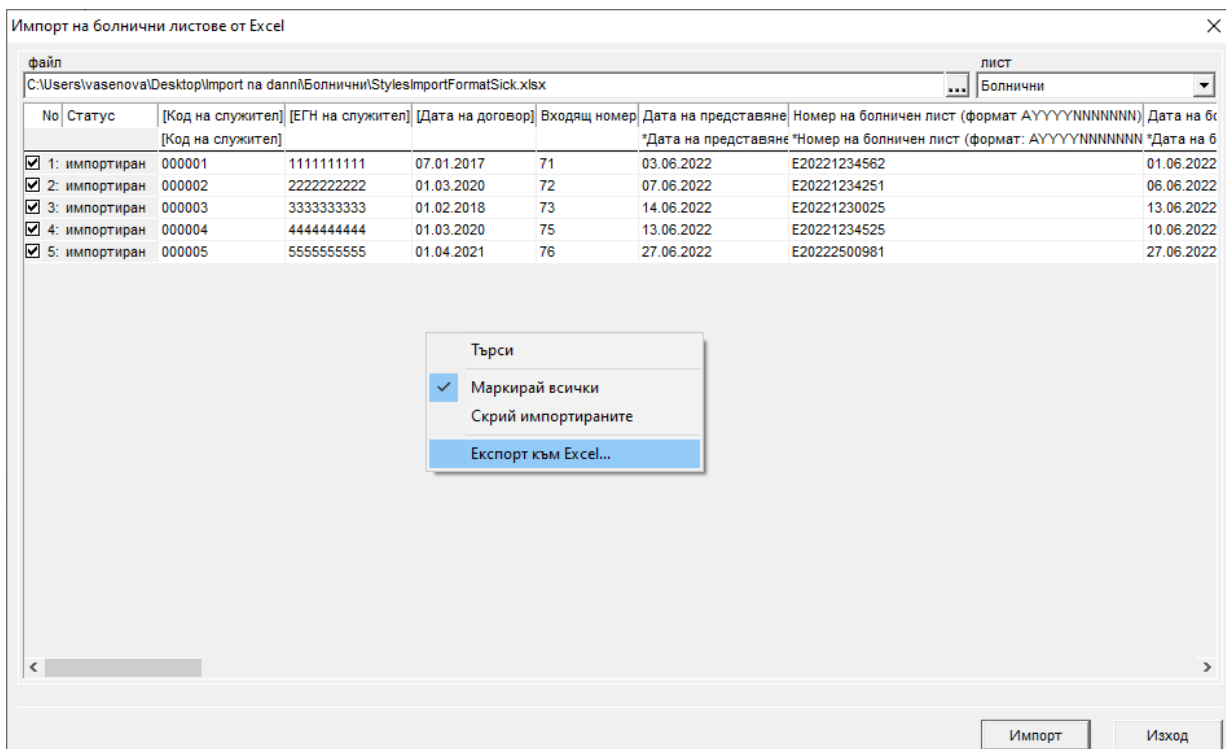 Импорт на болнични листове от Excel
файл лист
C:\Users\vasenova\Desktop\Import na danni\Болнични\StylesImportFormatSick.xlsx ... Болнични
No Статус [Код на служител] [ЕГН на служител] [Дата на договор] Входящ номер Дата на представяне Номер на болничен лист (формат AYYYYNNNNNNN) Дата на бо
[Код на служител] *Дата на представяне *Номер на болничен лист (формат: AYYYYNNNNNNN *Дата на б
1: импортиран 000001 1111111111 07.01.2017 71 03.06.2022 E20221234562 01.06.2022
2: импортиран 000002 2222222222 01.03.2020 72 07.06.2022 E20221234251 06.06.2022
3: импортиран 000003 3333333333 01.02.2018 73 14.06.2022 E20221230025 13.06.2022
4: импортиран 000004 4444444444 01.03.2020 75 13.06.2022 E20221234525 10.06.2022
5: импортиран 000005 5555555555 01.04.2021 76 27.06.2022 E20222500981 27.06.2022
Търси
Маркирай всички
Скрий импортираните
Експорт към Excel...
Импорт Изход